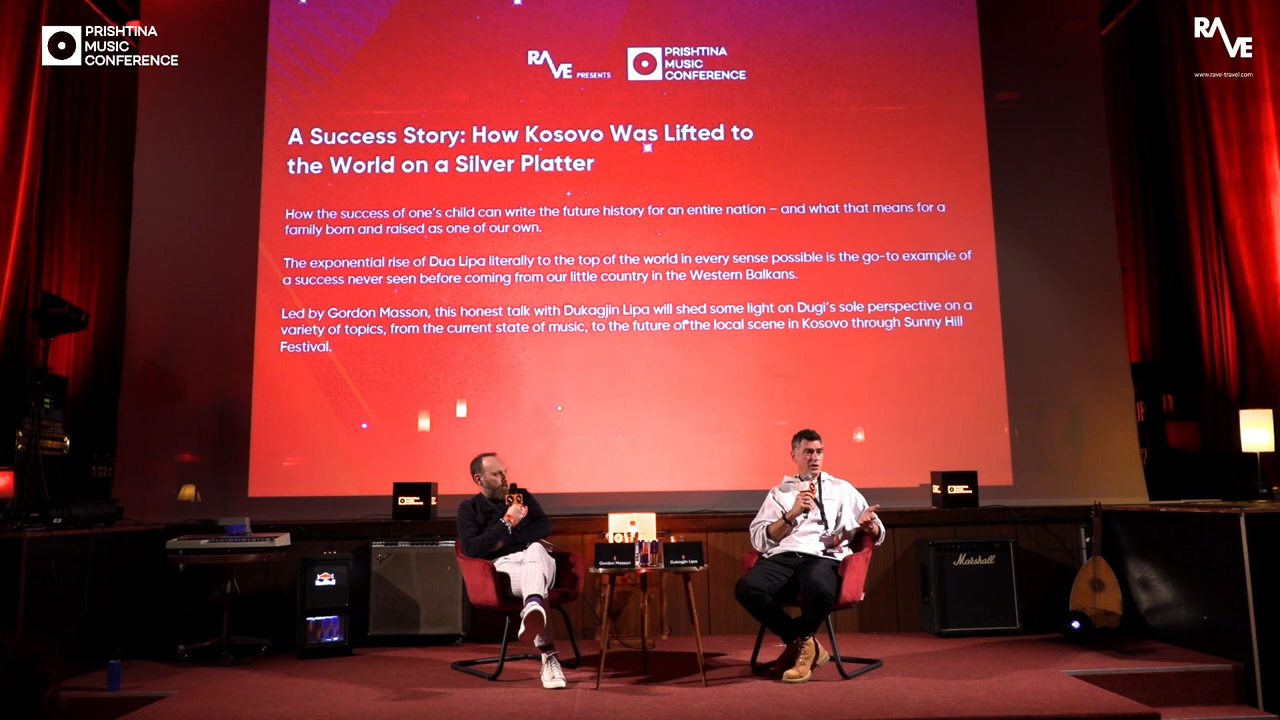 PRISHTINA
MUSIC
CONFERENCE
RAVE
www.rave-travel.com
RAVE PRESENTS
PRISHTINA
MUSIC
CONFERENCE
A Success Story: How Kosovo Was Lifted to
the World on a Silver Platter
How the success of one's child can write the future history for an entire nation – and what that means for a
family born and raised as one of our own.
The exponential rise of Dua Lipa literally to the top of the world in every sense possible is the go-to example of
a success never seen before coming from our little country in the Western Balkans.
Led by Gordon Masson, this honest talk with Dukagjin Lipa will shed some light on Dugi's sole perspective on a
variety of topics, from the current state of music, to the future of the local scene in Kosovo through Sunny Hill
Festival.
Gordon Masson
Dukagjin Lipa
Marshall